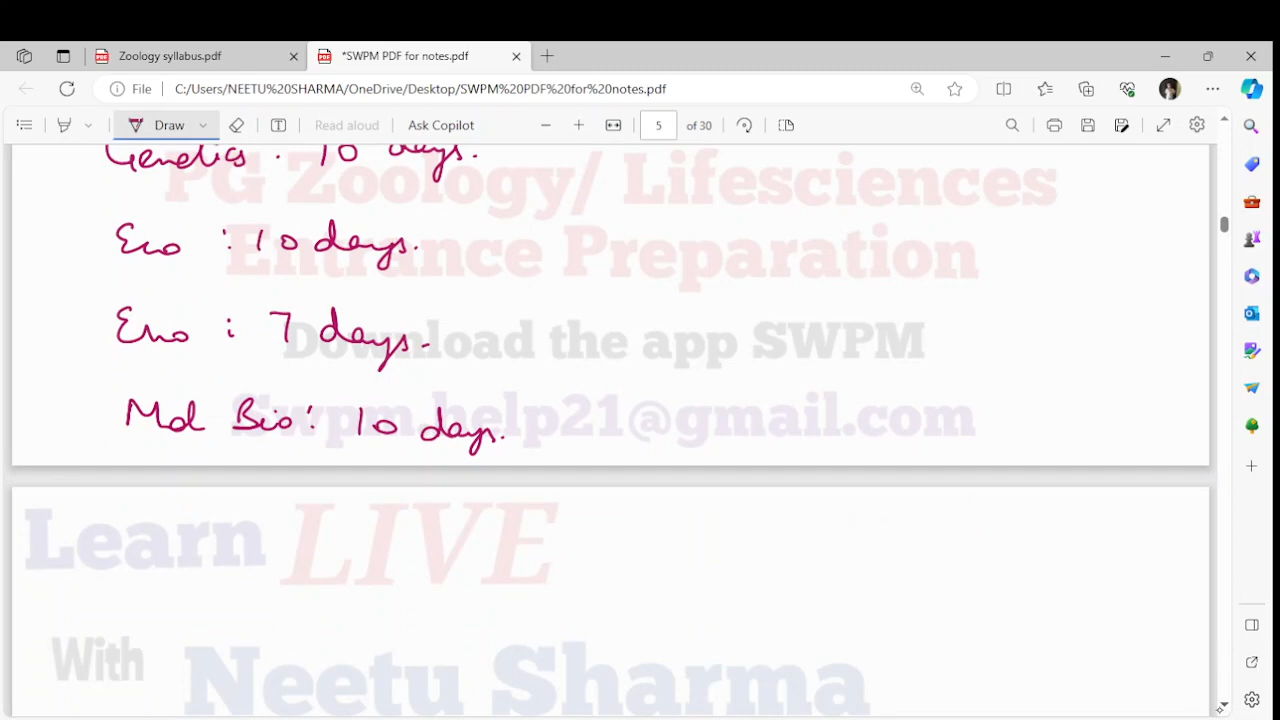 Zoology syllabus.pdf
*SWPM PDF for notes.pdf
File
C:/Users/NEETU%20SHARMA/OneDrive/Desktop/SWPM%20PDF%20for%20notes.pdf
Draw
Read aloud
Ask Copilot
5
of 30
Genetics : 10 days.
PG Zoology/ Lifesciences
Entrance Preparation
: 10 days.
: 7 days.
Download the app SWPM
Mol Bio : 10 days.
Swpm.help21@gmail.com
Learn LIVE
With Neetu Sharma